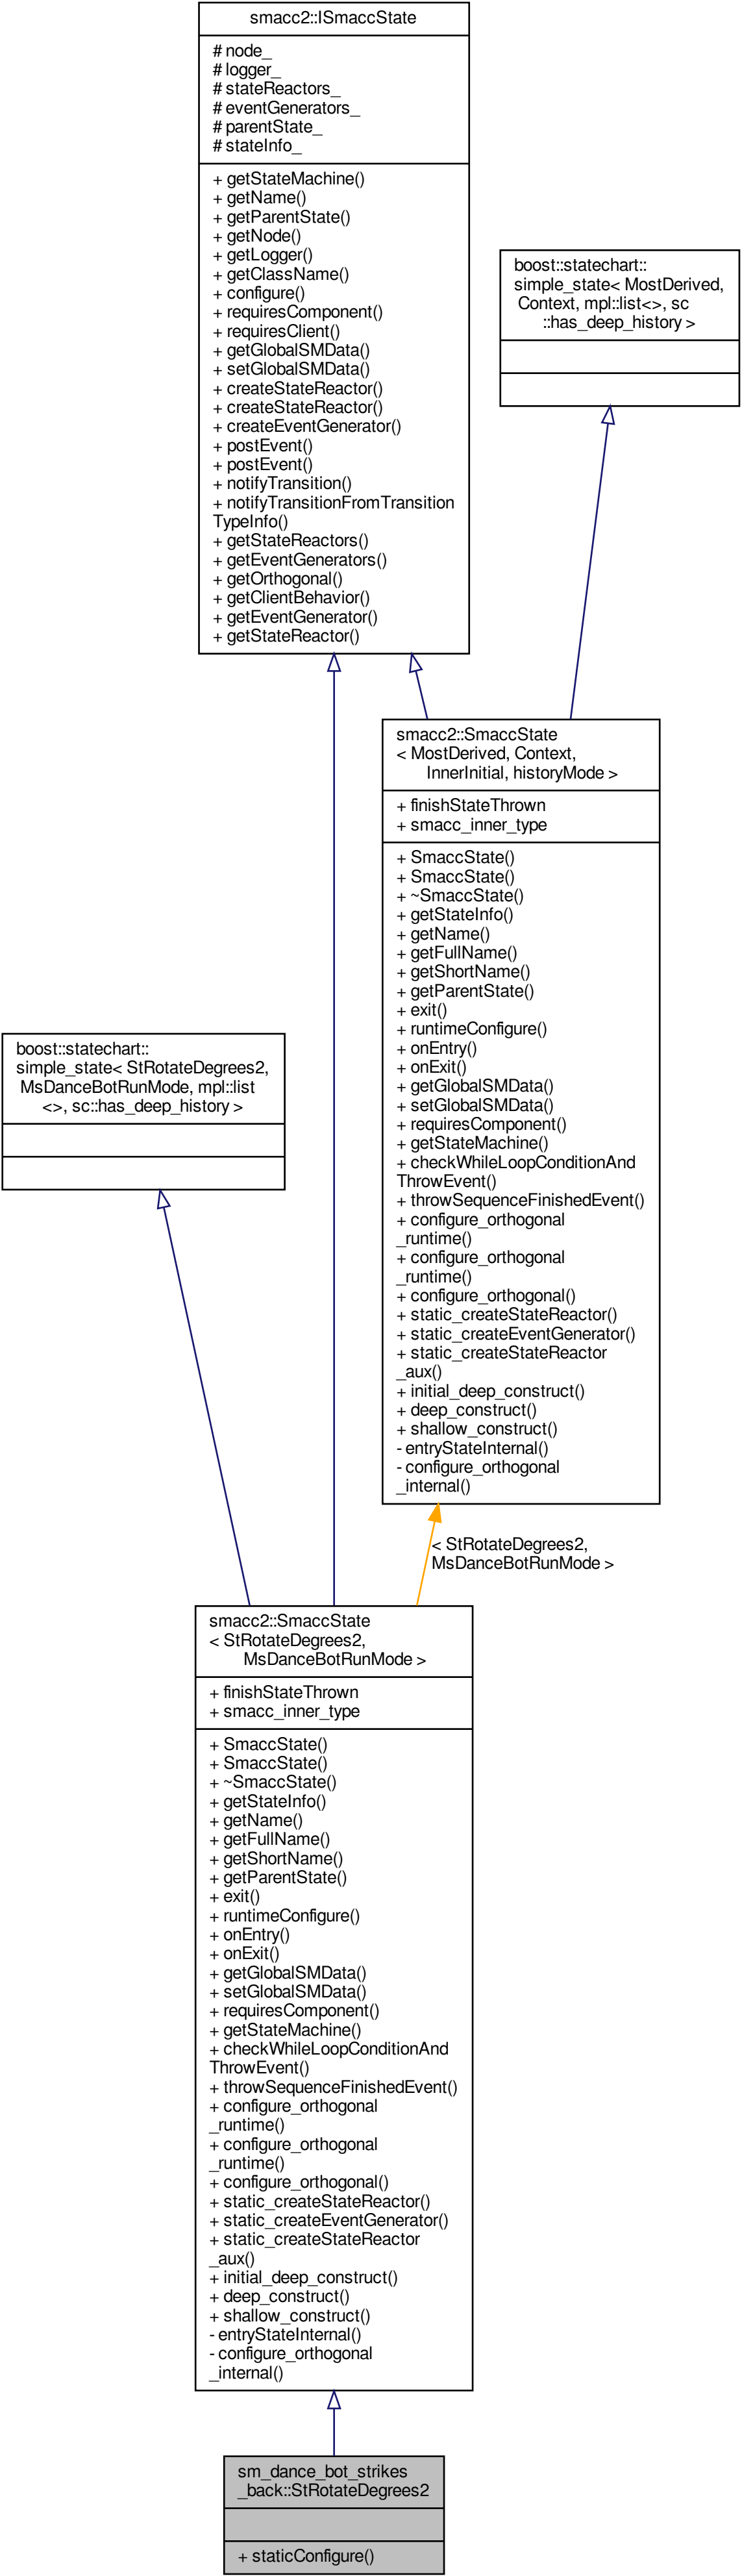 smacc2::ISmaccState
# node_
# logger_
# stateReactors_
# eventGenerators_
# parentState_
# stateInfo_
+ getStateMachine()
+ getName()
+ getParentState()
+ getNode()
+ getLogger()
+ getClassName()
+ configure()
+ requiresComponent()
+ requiresClient()
+ getGlobalSMData()
+ setGlobalSMData()
+ createStateReactor()
+ createStateReactor()
+ createEventGenerator()
+ postEvent()
+ postEvent()
+ notifyTransition()
+ notifyTransitionFromTransition
TypeInfo()
+ getStateReactors()
+ getEventGenerators()
+ getOrthogonal()
+ getClientBehavior()
+ getEventGenerator()
+ getStateReactor()
boost::statechart::
simple_state< MostDerived,
Context, mpl::list<>, sc
::has_deep_history >
smacc2::SmaccState
< MostDerived, Context,
InnerInitial, historyMode >
+ finishStateThrown
+ smacc_inner_type
+ SmaccState()
+ SmaccState()
+ ~SmaccState()
+ getStateInfo()
+ getName()
+ getFullName()
+ getShortName()
+ getParentState()
+ exit()
+ runtimeConfigure()
+ onEntry()
+ onExit()
+ getGlobalSMData()
+ setGlobalSMData()
+ requiresComponent()
+ getStateMachine()
+ checkWhileLoopConditionAnd
ThrowEvent()
+ throwSequenceFinishedEvent()
+ configure_orthogonal
_runtime()
+ configure_orthogonal
_runtime()
+ configure_orthogonal()
+ static_createStateReactor()
+ static_createEventGenerator()
+ static_createStateReactor
_aux()
+ initial_deep_construct()
+ deep_construct()
+ shallow_construct()
- entryStateInternal()
- configure_orthogonal
_internal()
boost::statechart::
simple_state< StRotateDegrees2,
MsDanceBotRunMode, mpl::list
<>, sc::has_deep_history >
< StRotateDegrees2,
MsDanceBotRunMode >
smacc2::SmaccState
< StRotateDegrees2,
MsDanceBotRunMode >
+ finishStateThrown
+ smacc_inner_type
+ SmaccState()
+ SmaccState()
+ ~SmaccState()
+ getStateInfo()
+ getName()
+ getFullName()
+ getShortName()
+ getParentState()
+ exit()
+ runtimeConfigure()
+ onEntry()
+ onExit()
+ getGlobalSMData()
+ setGlobalSMData()
+ requiresComponent()
+ getStateMachine()
+ checkWhileLoopConditionAnd
ThrowEvent()
+ throwSequenceFinishedEvent()
+ configure_orthogonal
_runtime()
+ configure_orthogonal
_runtime()
+ configure_orthogonal()
+ static_createStateReactor()
+ static_createEventGenerator()
+ static_createStateReactor
_aux()
+ initial_deep_construct()
+ deep_construct()
+ shallow_construct()
- entryStateInternal()
- configure_orthogonal
_internal()
sm_dance_bot_strikes
_back::StRotateDegrees2
+ staticConfigure()